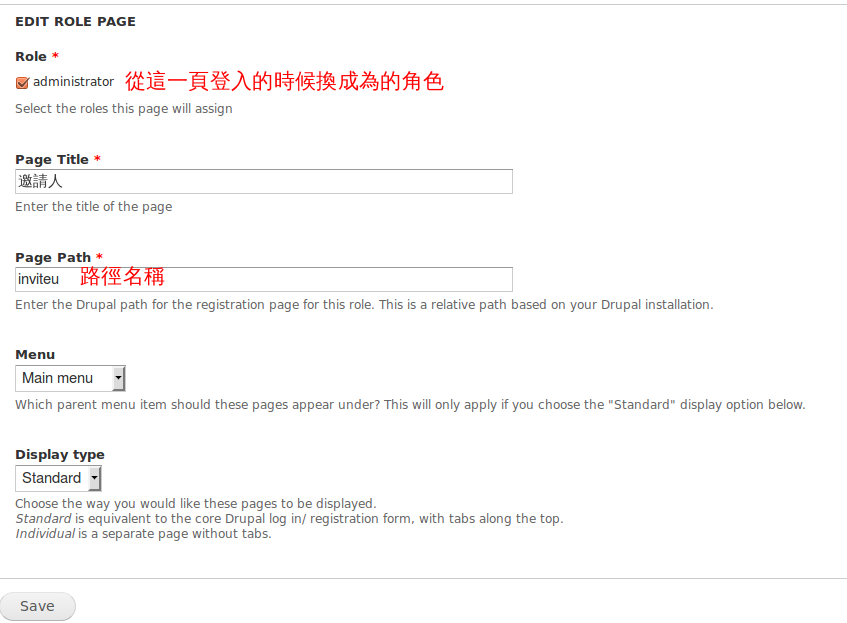 EDIT ROLE PAGE
Role *
administrator 從這一頁登入的時候換成為的角色
Select the roles this page will assign
Page Title *
邀請人
Enter the title of the page
Page Path *
inviteu 路徑名稱
Enter the Drupal path for the registration page for this role. This is a relative path based on your Drupal installation.
Menu
Main menu
Which parent menu item should these pages appear under? This will only apply if you choose the "Standard" display option below.
Display type
Standard
Choose the way you would like these pages to be displayed.
Standard is equivalent to the core Drupal log in/ registration form, with tabs along the top.
Individual is a separate page without tabs.
Save